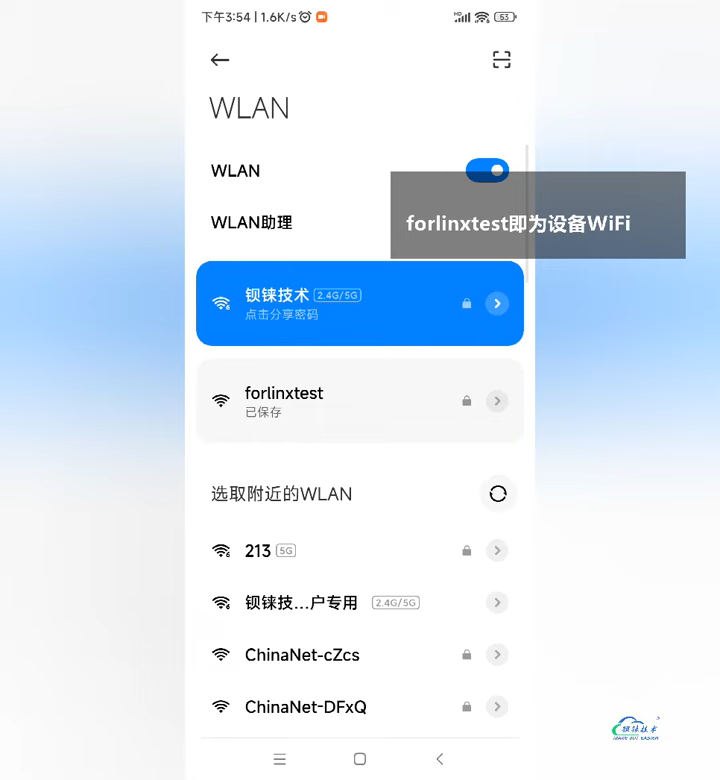 下午3:54 | 1.6K/s
HD
53
WLAN
WLAN
WLAN助理
forlinxtest即为设备WiFi
钡铼技术 2.4G/5G
点击分享密码
forlinxtest
已保存
选取附近的WLAN
213 5G
钡铼技...户专用 2.4G/5G
ChinaNet-cZcs
ChinaNet-DFxQ
钡铼技术